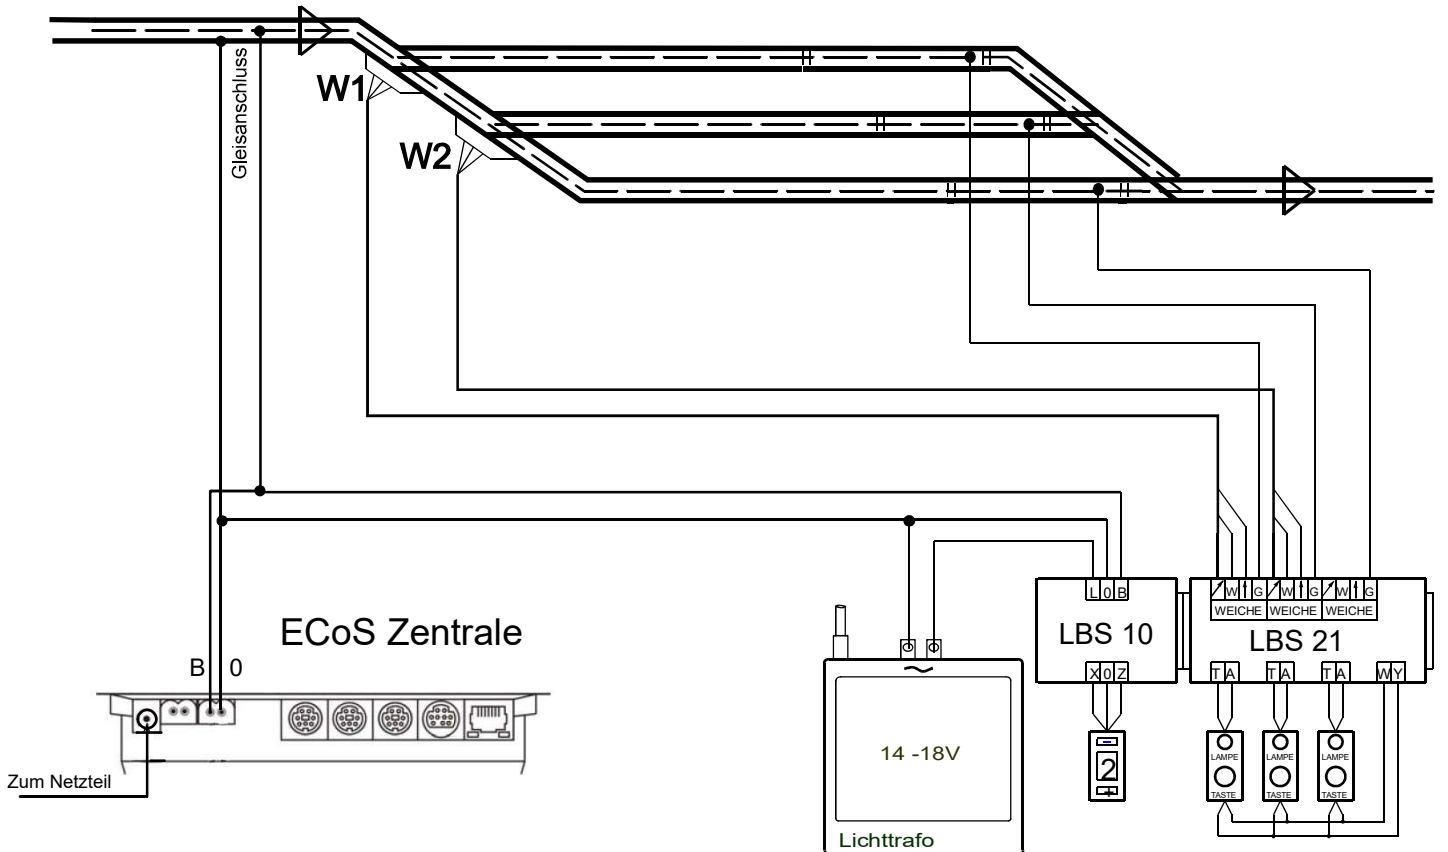 Gleisanschluss
W1
W2
ECoS Zentrale
B 0
Zum Netzteil
14 -18V
Lichttrafo
L 0 B
LBS 10
X 0 Z
2
W G W G W G
WEICHE WEICHE WEICHE
LBS 21
T A T A T A W Y
LAMPE LAMPE LAMPE
TASTE TASTE TASTE